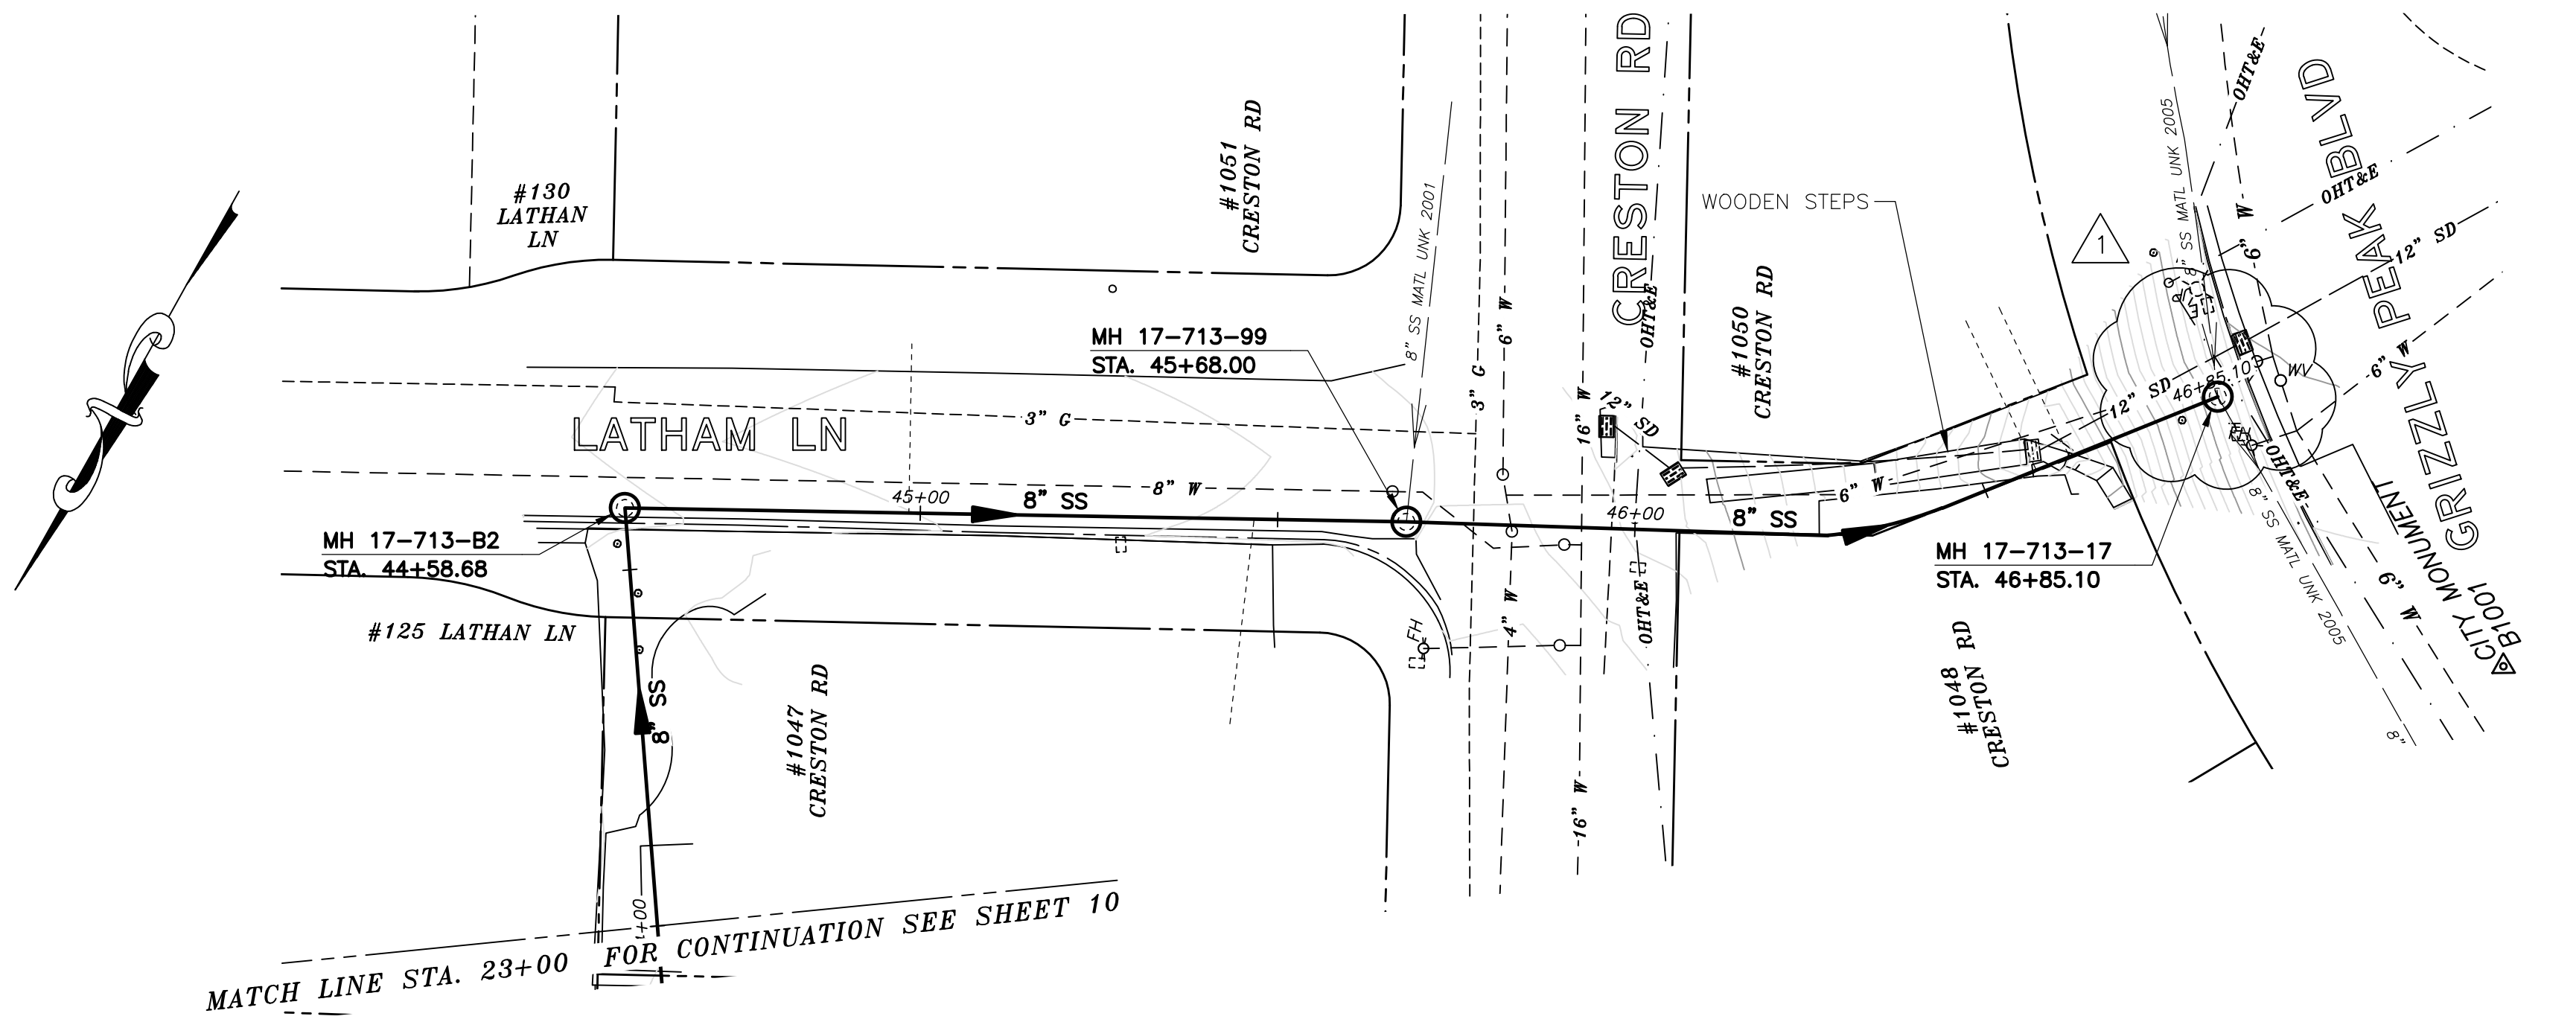 #130
LATHAN
LN
#1051
CRESTON RD
8" SS MATL UNK 2001
CRESTON RD
OHT&E
WOODEN STEPS
#1050
CRESTON RD
1
8" SS MATL UNK 2005
OHT&E
6" W
GRIZZLY PEAK BLVD
OHT&E
12" SD
6" W
WV
MH 17-713-99
STA. 45+68.00
3" G
6" W
16" W
12" SD
12" SD
46+85.10
LATHAM LN
3" G
8" W
45+00
8" SS
46+00
8" SS
6" W
FH
OHT&E
MH 17-713-B2
STA. 44+58.68
MH 17-713-17
STA. 46+85.10
8" SS MATL UNK 2005
6" W
CITY MONUMENT
B1001
8"
#125 LATHAN LN
8" SS
#1047
CRESTON RD
FH
4" W
OHT&E
16" W
#1048
CRESTON RD
+00
MATCH LINE STA. 23+00 FOR CONTINUATION SEE SHEET 10